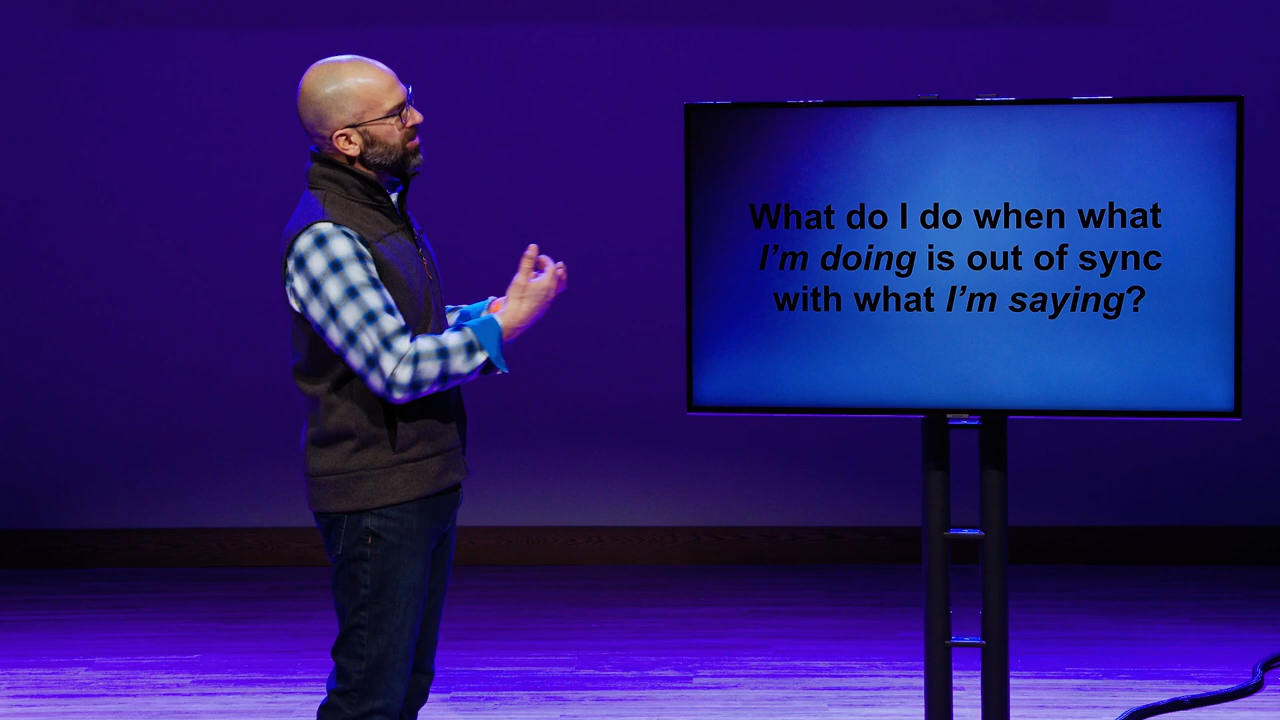 What do I do when what
I’m doing is out of sync
with what I’m saying?